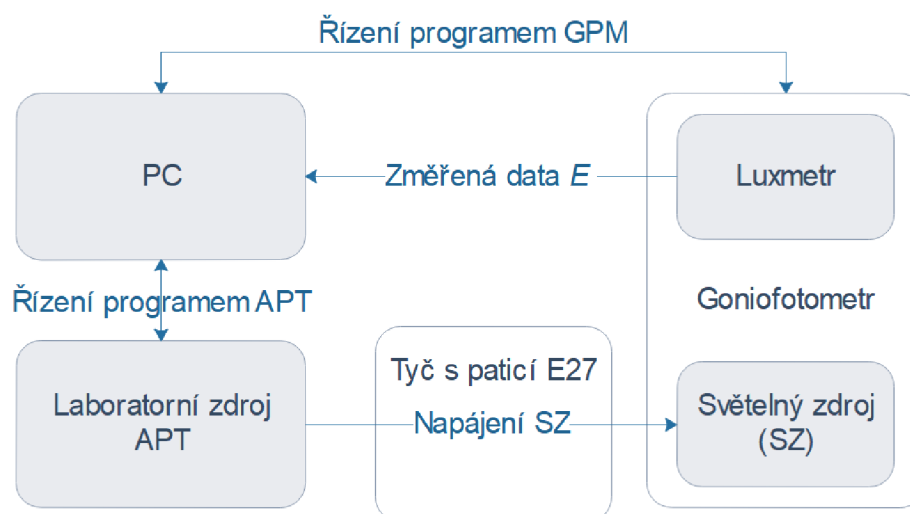 Řízení programem GPM
PC
Změřená data E
Luxmetr
Řízení programem APT
Goniofotometr
Tyč s paticí E27
Laboratorní zdroj
APT
Napájení SZ
Světelný zdroj
(SZ)